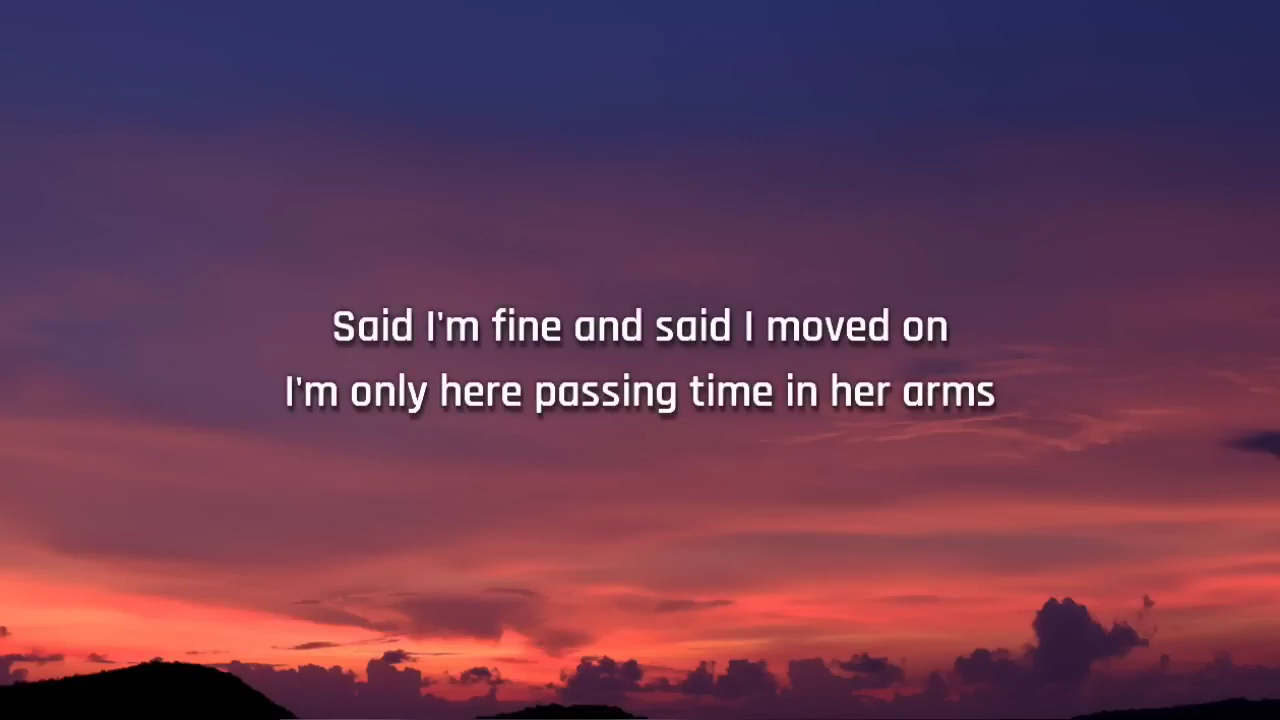 Said I'm fine and said I moved on
I'm only here passing time in her arms